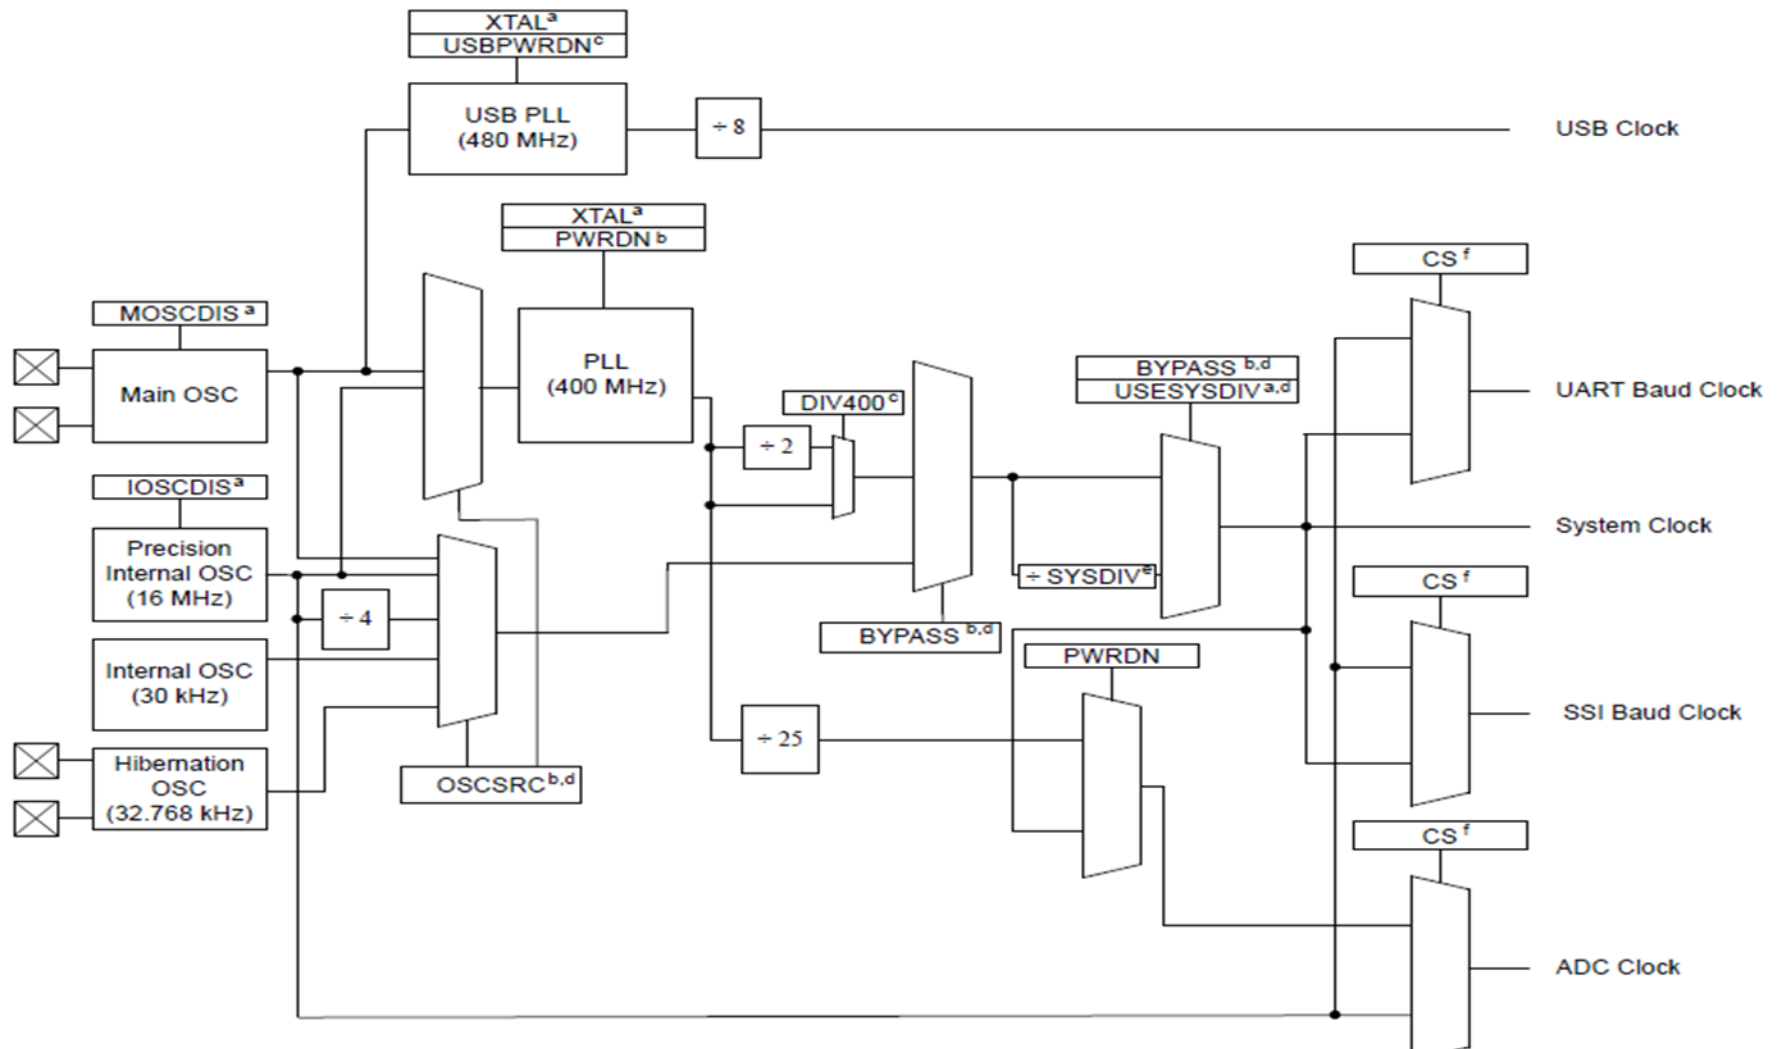 XTALᵃ
USBPWRDNᶜ
USB PLL
(480 MHz)
÷ 8
USB Clock
XTALᵃ
PWRDN ᵇ
CS ᶠ
MOSCDIS ᵃ
Main OSC
PLL
(400 MHz)
BYPASS ᵇ,ᵈ
USESYSDIVᵃ,ᵈ
UART Baud Clock
DIV400ᶜ
÷ 2
IOSCDISᵃ
Precision
Internal OSC
(16 MHz)
System Clock
÷ SYSDIVᵉ
CS ᶠ
÷ 4
BYPASS ᵇ,ᵈ
PWRDN
Internal OSC
(30 kHz)
SSI Baud Clock
÷ 25
Hibernation
OSC
(32.768 kHz)
OSCSRCᵇ,ᵈ
CS ᶠ
ADC Clock